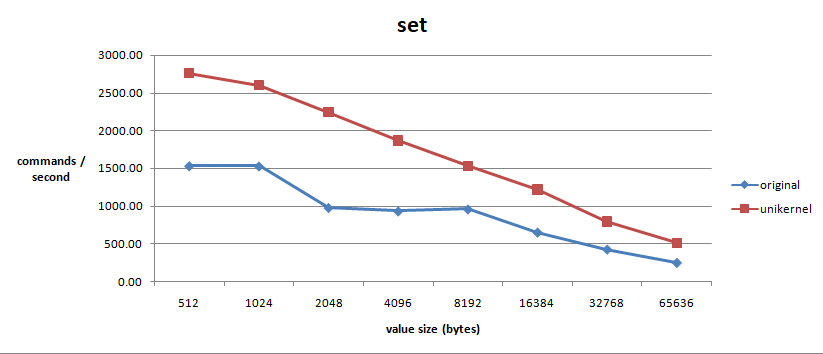 set
3000.00
2500.00
2000.00
1500.00
1000.00
500.00
0.00
commands /
second
512 1024 2048 4096 8192 16384 32768 65636
value size (bytes)
original
unikernel